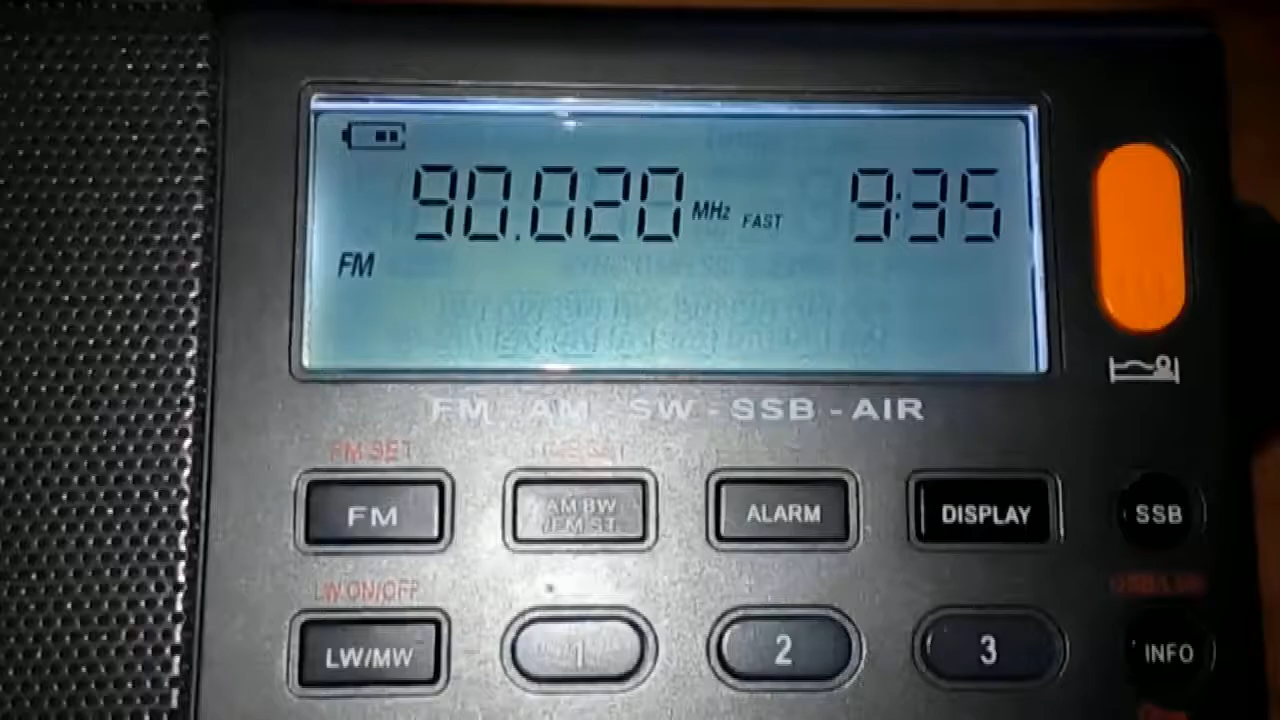 90.020 MHz FAST 9:35
FM
FM - AM - SW - SSB - AIR
FM SET
FM AM BW /FM ST. ALARM DISPLAY SSB
LW ON/OFF
LW/MW 1 2 3 INFO